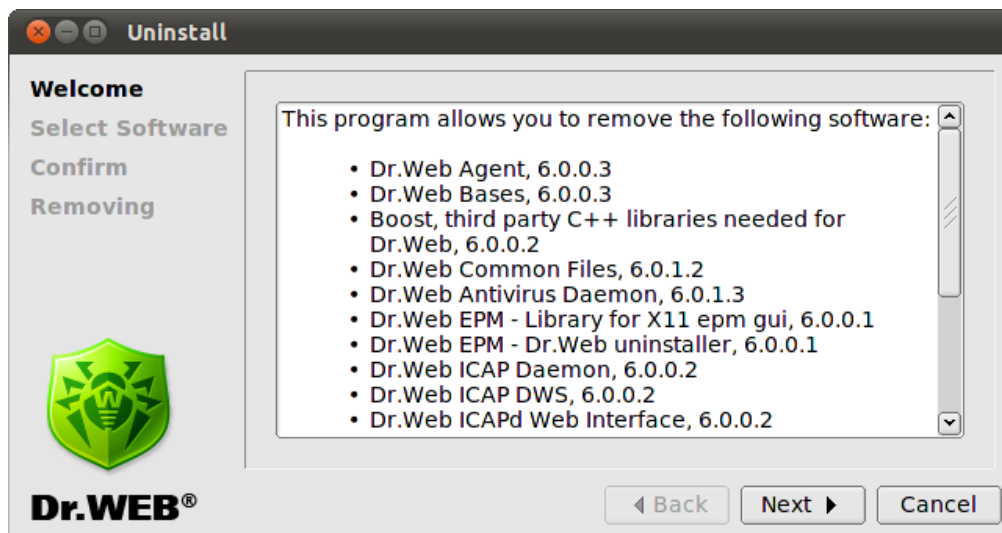 Uninstall
Welcome
Select Software
Confirm
Removing
This program allows you to remove the following software:
• Dr.Web Agent, 6.0.0.3
• Dr.Web Bases, 6.0.0.3
• Boost, third party C++ libraries needed for
Dr.Web, 6.0.0.2
• Dr.Web Common Files, 6.0.1.2
• Dr.Web Antivirus Daemon, 6.0.1.3
• Dr.Web EPM - Library for X11 epm gui, 6.0.0.1
• Dr.Web EPM - Dr.Web uninstaller, 6.0.0.1
• Dr.Web ICAP Daemon, 6.0.0.2
• Dr.Web ICAP DWS, 6.0.0.2
• Dr.Web ICAPd Web Interface, 6.0.0.2
Dr.WEB®
Back Next Cancel